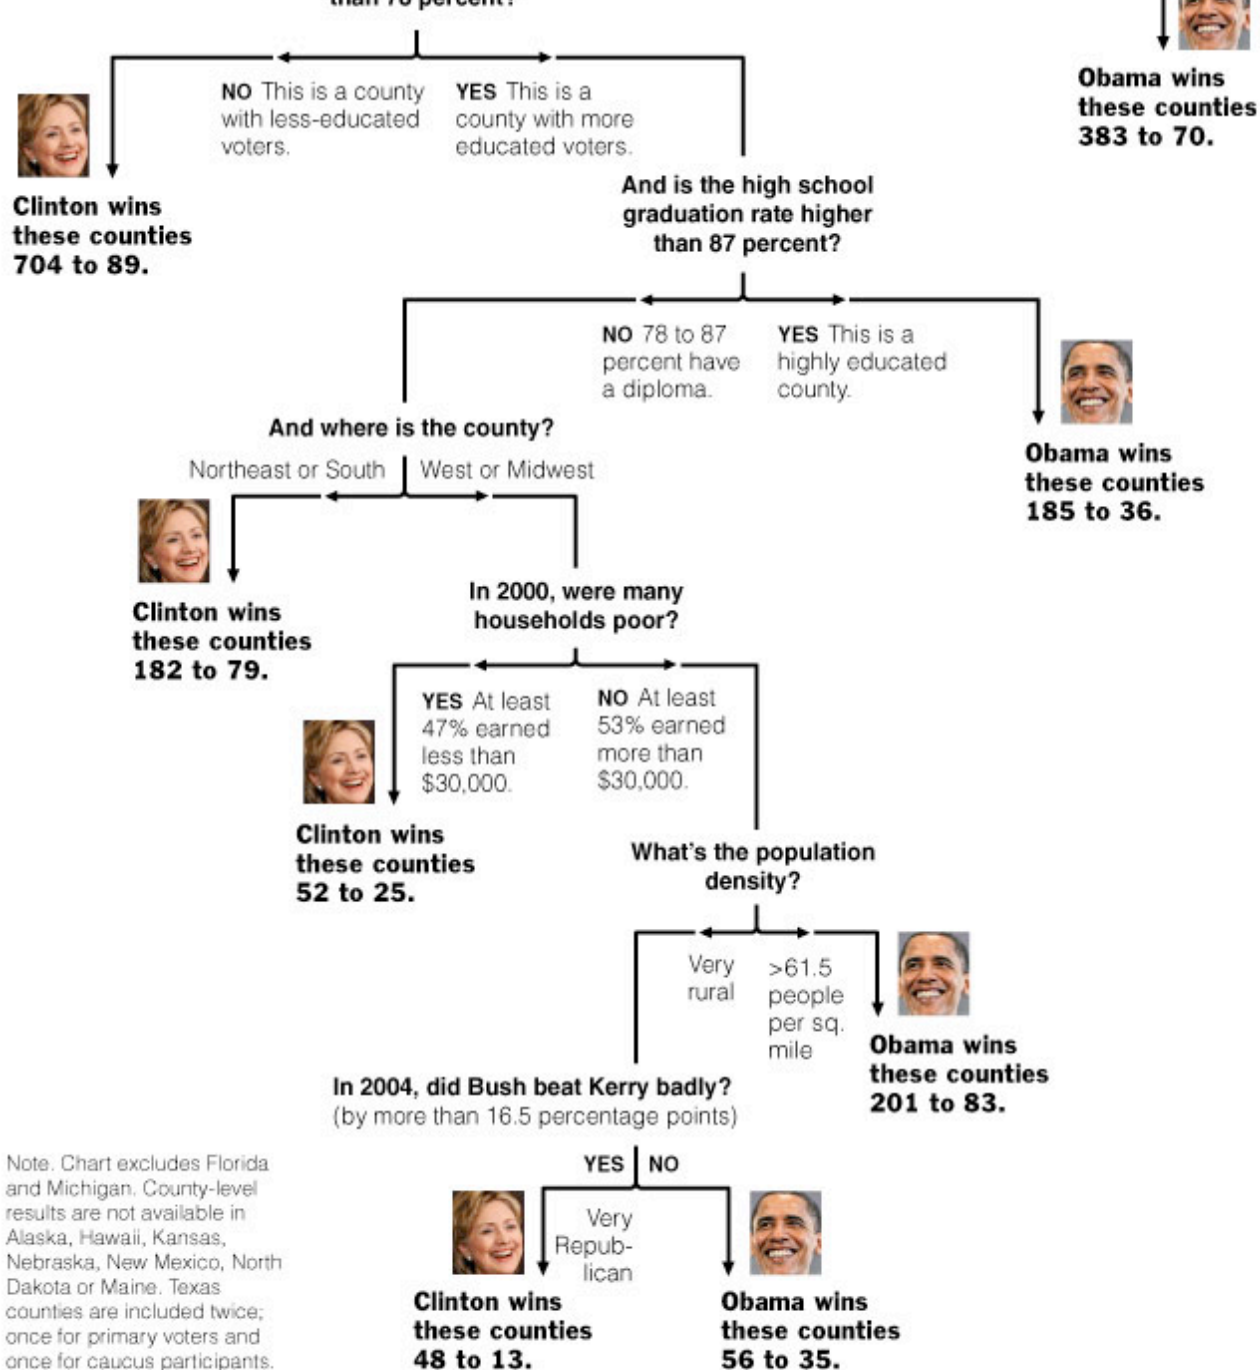 than 78 percent?
Obama wins
these counties
383 to 70.
NO This is a county
with less-educated
voters.
YES This is a
county with more
educated voters.
Clinton wins
these counties
704 to 89.
And is the high school
graduation rate higher
than 87 percent?
NO 78 to 87
percent have
a diploma.
YES This is a
highly educated
county.
Obama wins
these counties
185 to 36.
And where is the county?
Northeast or South
West or Midwest
Clinton wins
these counties
182 to 79.
In 2000, were many
households poor?
YES At least
47% earned
less than
$30,000.
NO At least
53% earned
more than
$30,000.
Clinton wins
these counties
52 to 25.
What's the population
density?
Very
rural
>61.5
people
per sq.
mile
Obama wins
these counties
201 to 83.
In 2004, did Bush beat Kerry badly?
(by more than 16.5 percentage points)
YES
NO
Very
Repub-
lican
Clinton wins
these counties
48 to 13.
Obama wins
these counties
56 to 35.
Note. Chart excludes Florida
and Michigan. County-level
results are not available in
Alaska, Hawaii, Kansas,
Nebraska, New Mexico, North
Dakota or Maine. Texas
counties are included twice;
once for primary voters and
once for caucus participants.